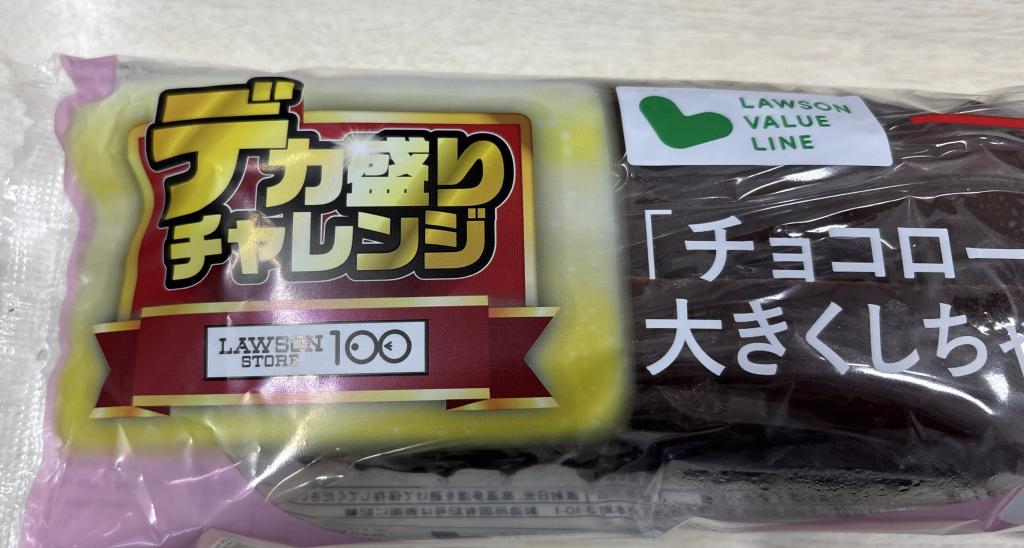 デカ盛り
チャレンジ
LAWSON
STORE 100
LAWSON
VALUE
LINE
「チョコロー
大きくしちゃ